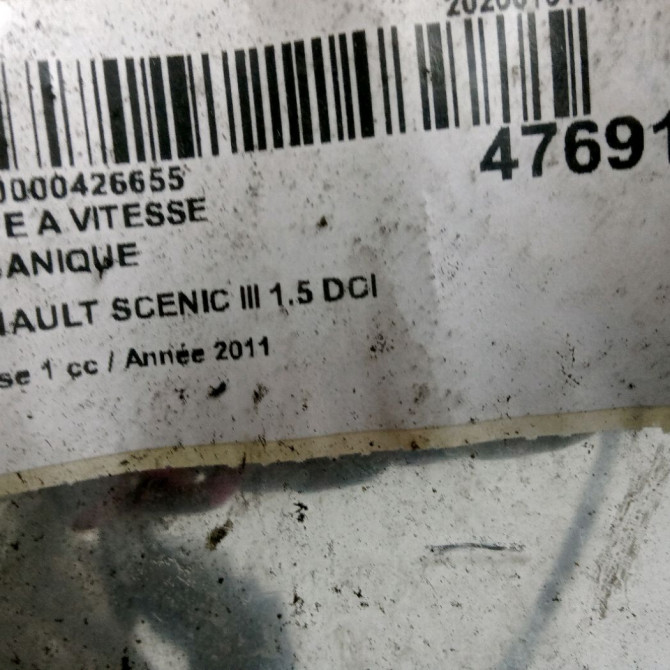 47691
0000426655
E A VITESSE
ANIQUE
AULT SCENIC III 1.5 DCI
se 1 cc / Année 2011